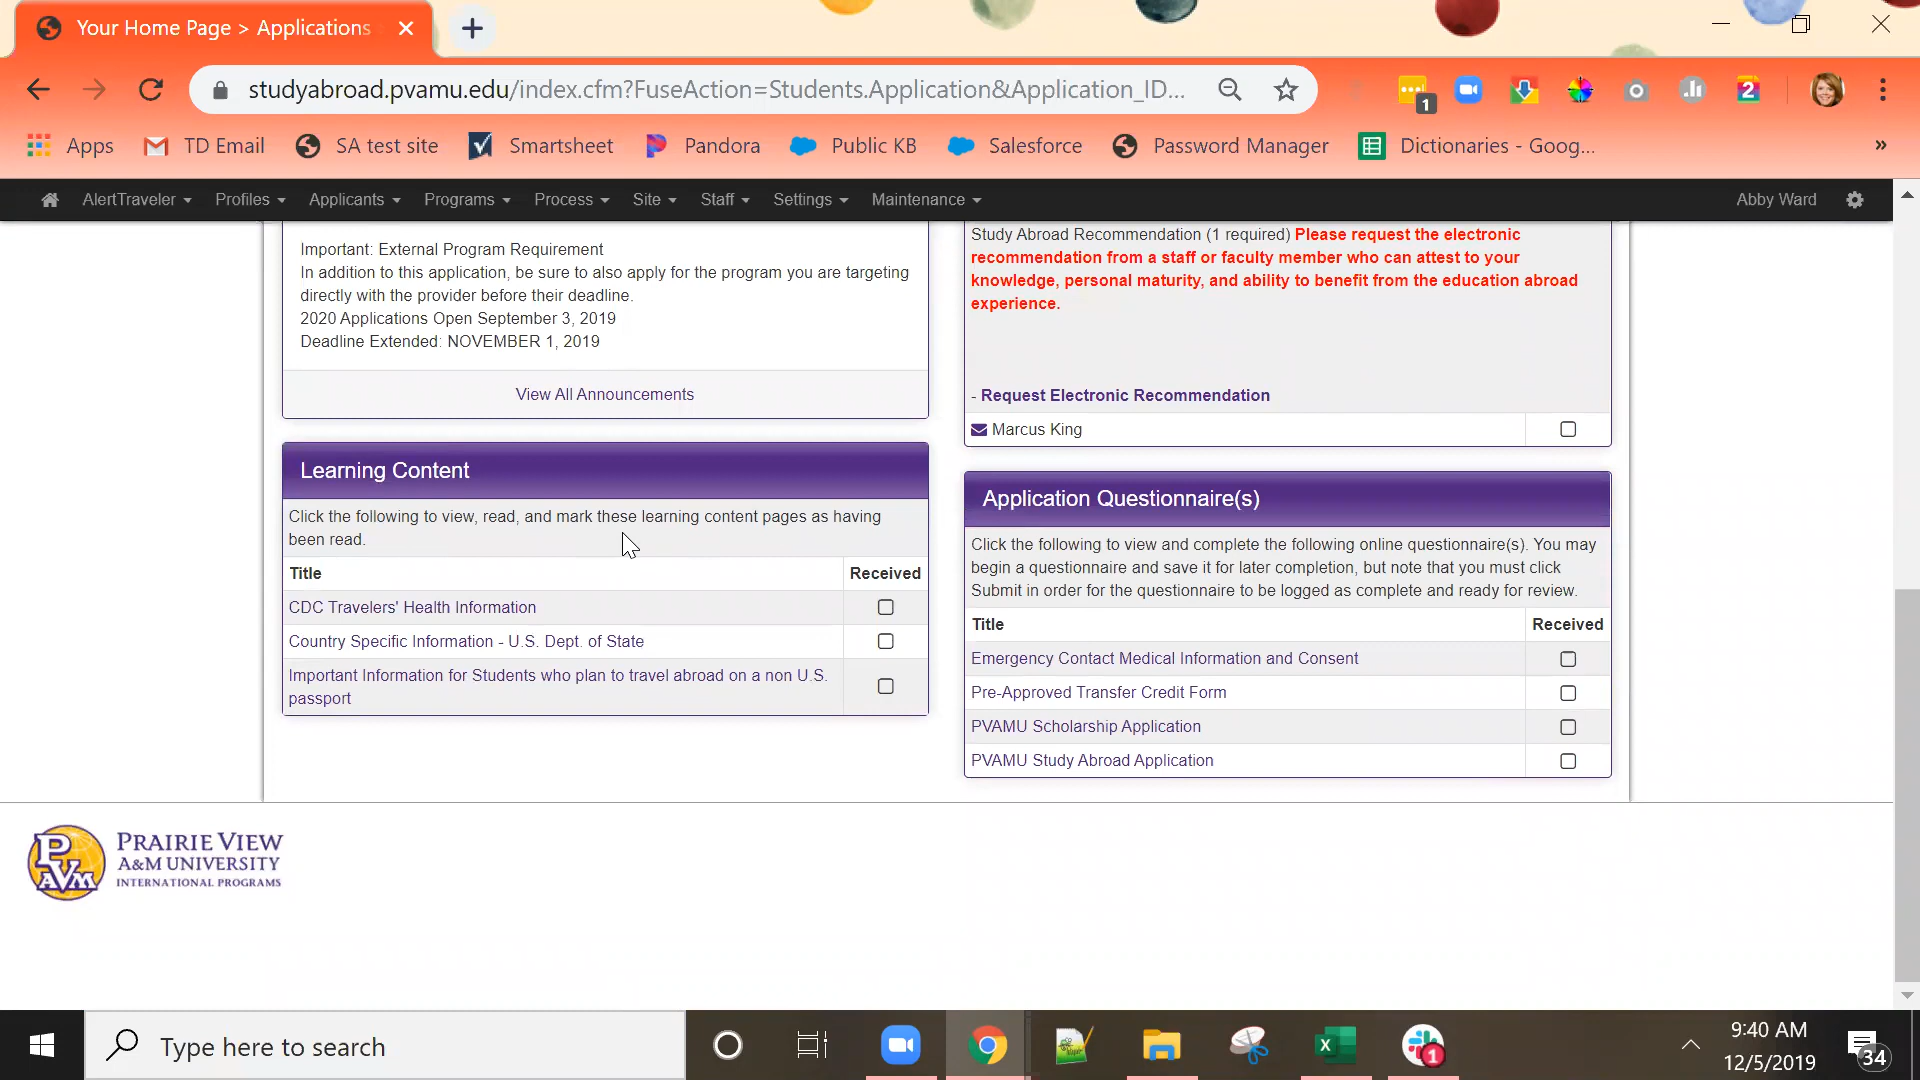 Your Home Page > Applications
studyabroad.pvamu.edu/index.cfm?FuseAction=Students.Application&Application_ID...
1
2
Apps
TD Email
SA test site
Smartsheet
Pandora
Public KB
Salesforce
Password Manager
Dictionaries - Goog...
»
AlertTraveler
Profiles
Applicants
Programs
Process
Site
Staff
Settings
Maintenance
Abby Ward
Important: External Program Requirement
In addition to this application, be sure to also apply for the program you are targeting
directly with the provider before their deadline.
2020 Applications Open September 3, 2019
Deadline Extended: NOVEMBER 1, 2019
View All Announcements
Learning Content
Click the following to view, read, and mark these learning content pages as having
been read.
Title
Received
CDC Travelers' Health Information
Country Specific Information - U.S. Dept. of State
Important Information for Students who plan to travel abroad on a non U.S.
passport
Study Abroad Recommendation (1 required) Please request the electronic
recommendation from a staff or faculty member who can attest to your
knowledge, personal maturity, and ability to benefit from the education abroad
experience.
- Request Electronic Recommendation
Marcus King
Application Questionnaire(s)
Click the following to view and complete the following online questionnaire(s). You may
begin a questionnaire and save it for later completion, but note that you must click
Submit in order for the questionnaire to be logged as complete and ready for review.
Title
Received
Emergency Contact Medical Information and Consent
Pre-Approved Transfer Credit Form
PVAMU Scholarship Application
PVAMU Study Abroad Application
PVAM
PRAIRIE VIEW
A&M UNIVERSITY
INTERNATIONAL PROGRAMS
Type here to search
X
1
9:40 AM
12/5/2019
34